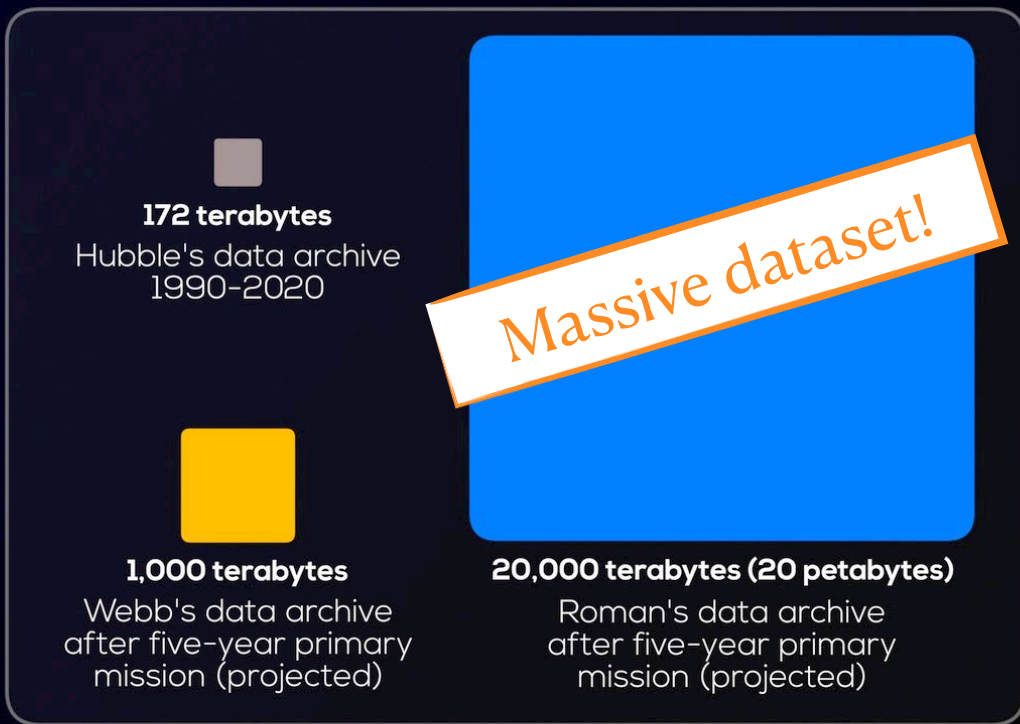 172 terabytes
Hubble's data archive
1990-2020
1,000 terabytes
Webb's data archive
after five-year primary
mission (projected)
Massive dataset!
20,000 terabytes (20 petabytes)
Roman's data archive
after five-year primary
mission (projected)